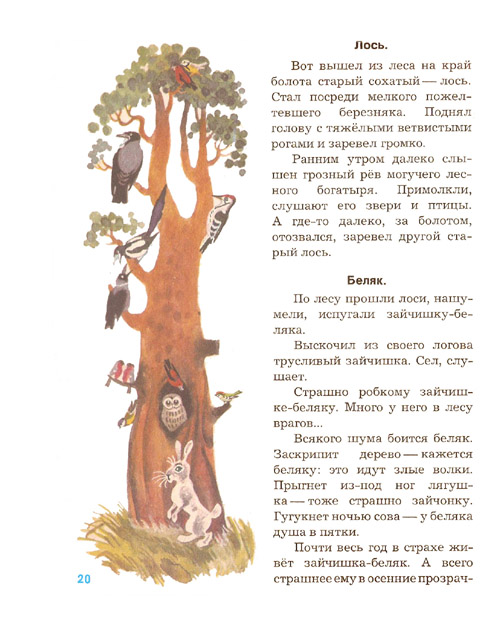 Лось.
Вот вышел из леса на край
болота старый сохатый — лось.
Стал посреди мелкого пожел-
тевшего березняка. Поднял
голову с тяжёлыми ветвистыми
рогами и заревел громко.
Ранним утром далеко слы-
шен грозный рёв могучего лес-
ного богатыря. Примолкли,
слушают его звери и птицы.
А где-то далеко, за болотом,
отозвался, заревел другой ста-
рый лось.
Беляк.
По лесу прошли лоси, нашу-
мели, испугали зайчишку-бе-
ляка.
Выскочил из своего логова
трусливый зайчишка. Сел, слу-
шает.
Страшно робкому зайчиш-
ке-беляку. Много у него в лесу
врагов...
Всякого шума боится беляк.
Заскрипит дерево — кажется
беляку: это идут злые волки.
Прыгнет из-под ног лягуш-
ка — тоже страшно зайчонку.
Гугукнет ночью сова — у беляка
душа в пятки.
Почти весь год в страхе жи-
вёт зайчишка-беляк. А всего
страшнее ему в осенние прозрач-
20